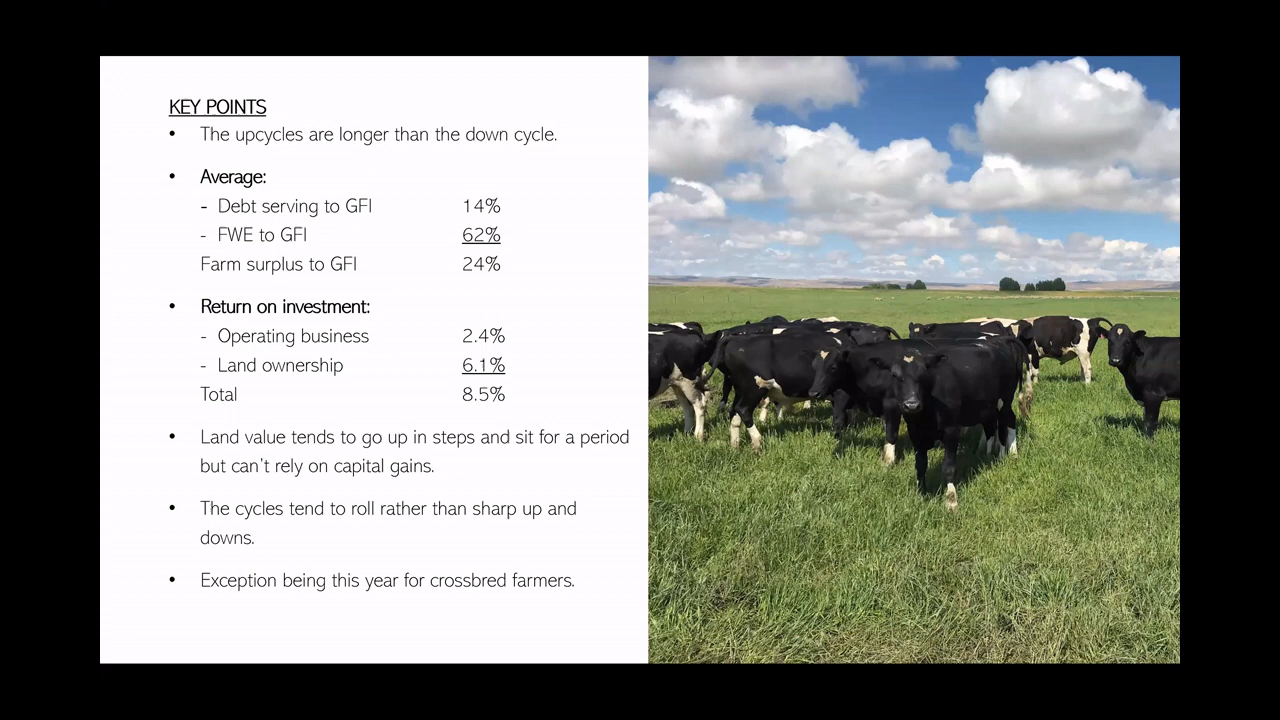 KEY POINTS
• The upcycles are longer than the down cycle.
• Average:
- Debt serving to GFI 14%
- FWE to GFI 62%
Farm surplus to GFI 24%
• Return on investment:
- Operating business 2.4%
- Land ownership 6.1%
Total 8.5%
• Land value tends to go up in steps and sit for a period
but can't rely on capital gains.
• The cycles tend to roll rather than sharp up and
downs.
• Exception being this year for crossbred farmers.